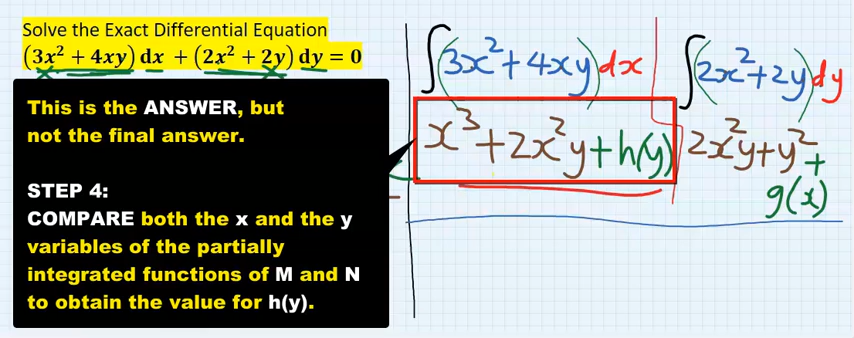 Solve the Exact Differential Equation
(3x² + 4xy) dx + (2x² + 2y) dy = 0
This is the ANSWER, but
not the final answer.
STEP 4:
COMPARE both the x and the y
variables of the partially
integrated functions of M and N
to obtain the value for h(y).
∫(3x² + 4xy)dx
x³ + 2x²y + h(y)
∫(2x² + 2y)dy
2x²y + y² +
g(x)